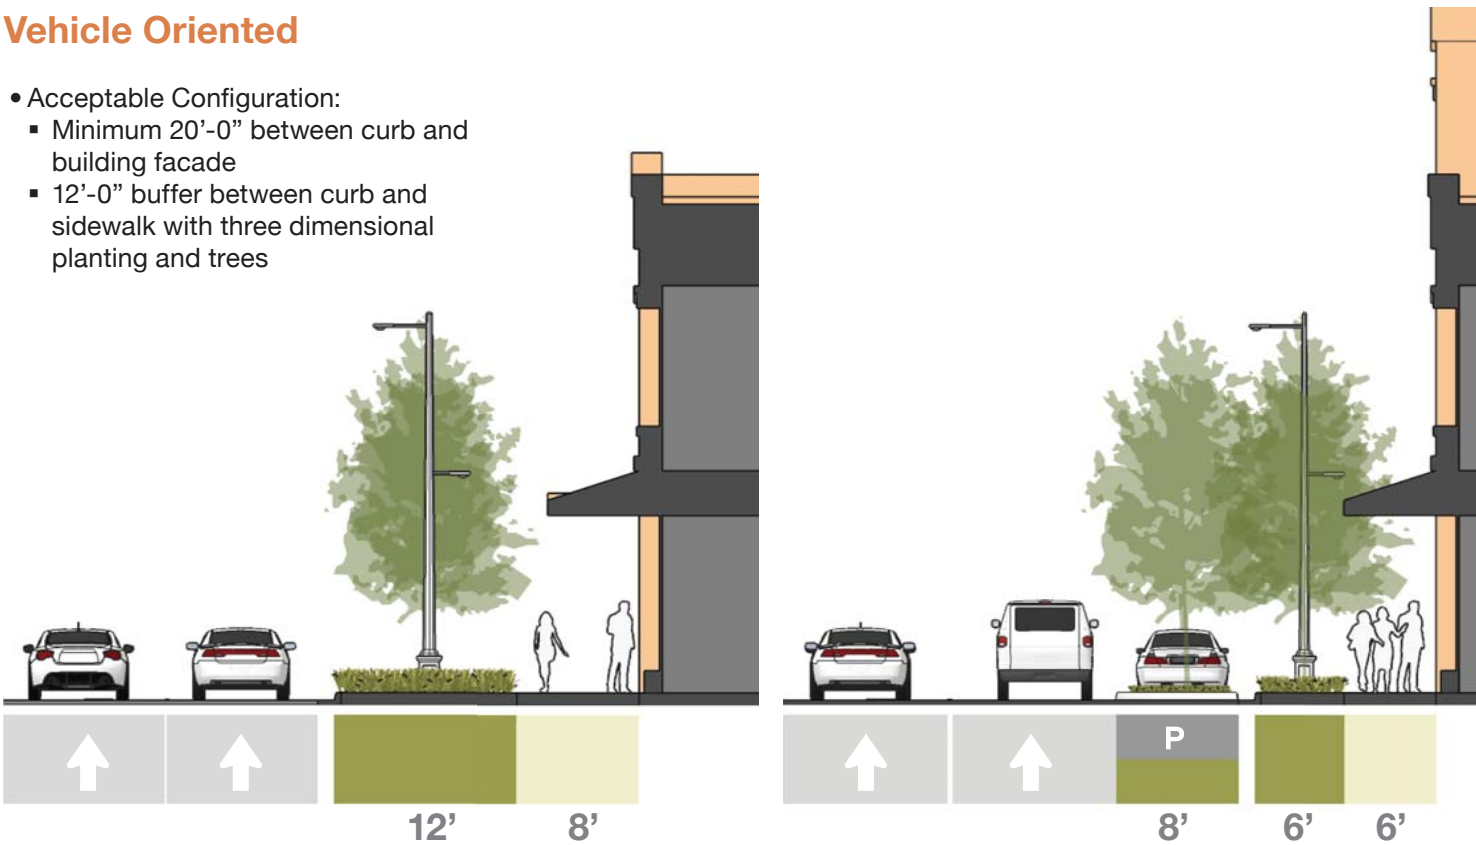 Vehicle Oriented
• Acceptable Configuration:
▪ Minimum 20’-0” between curb and
building facade
▪ 12’-0” buffer between curb and
sidewalk with three dimensional
planting and trees
P
12’ 8’ 8’ 6’ 6’